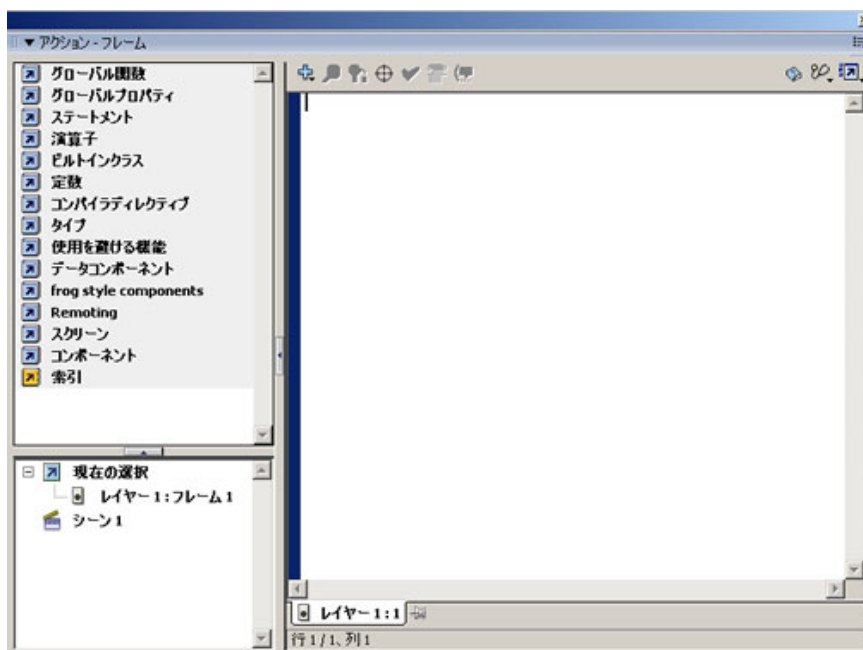 アクション - フレーム
グローバル関数
グローバルプロパティ
ステートメント
演算子
ビルトインクラス
定数
コンパイラディレクティブ
タイプ
使用を避ける機能
データコンポーネント
frog style components
Remoting
スクリーン
コンポーネント
索引
現在の選択
レイヤー 1 : フレーム 1
シーン 1
レイヤー 1 : 1
行 1 / 1、列 1